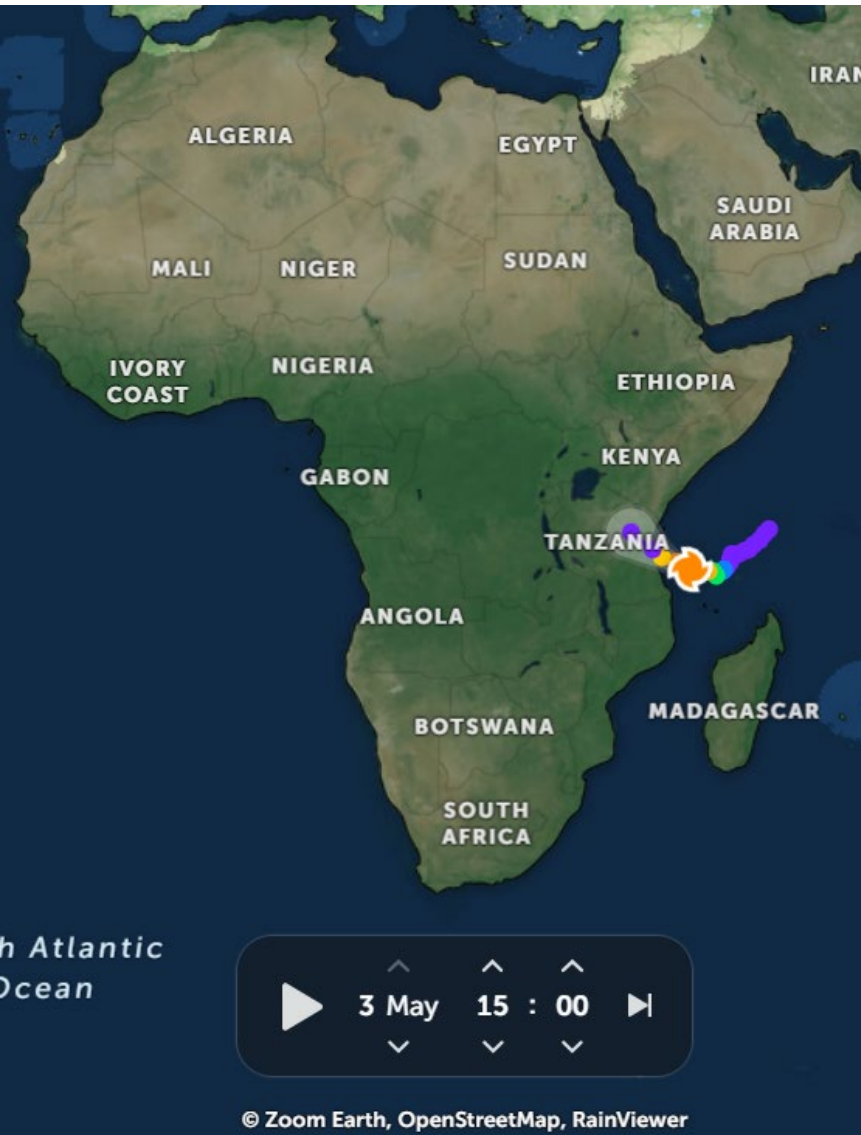 IRAN
ALGERIA
EGYPT
SAUDI
ARABIA
MALI
NIGER
SUDAN
IVORY
COAST
NIGERIA
ETHIOPIA
KENYA
GABON
TANZANIA
ANGOLA
MADAGASCAR
BOTSWANA
SOUTH
AFRICA
h Atlantic
Ocean
3 May 15 : 00
© Zoom Earth, OpenStreetMap, RainViewer